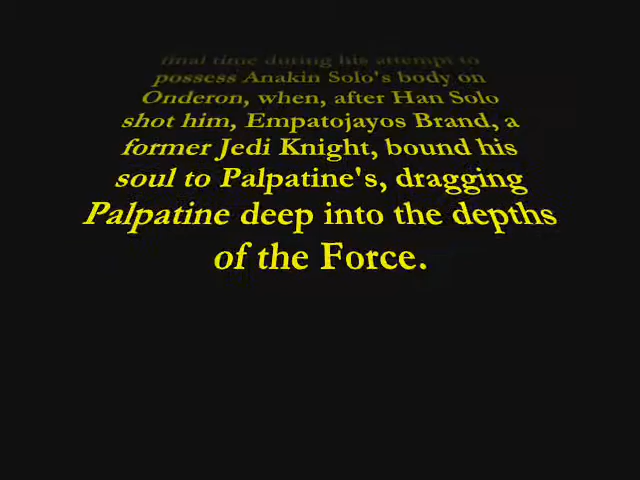 final time during his attempt to
possess Anakin Solo's body on
Onderon, when, after Han Solo
shot him, Empatojayos Brand, a
former Jedi Knight, bound his
soul to Palpatine's, dragging
Palpatine deep into the depths
of the Force.